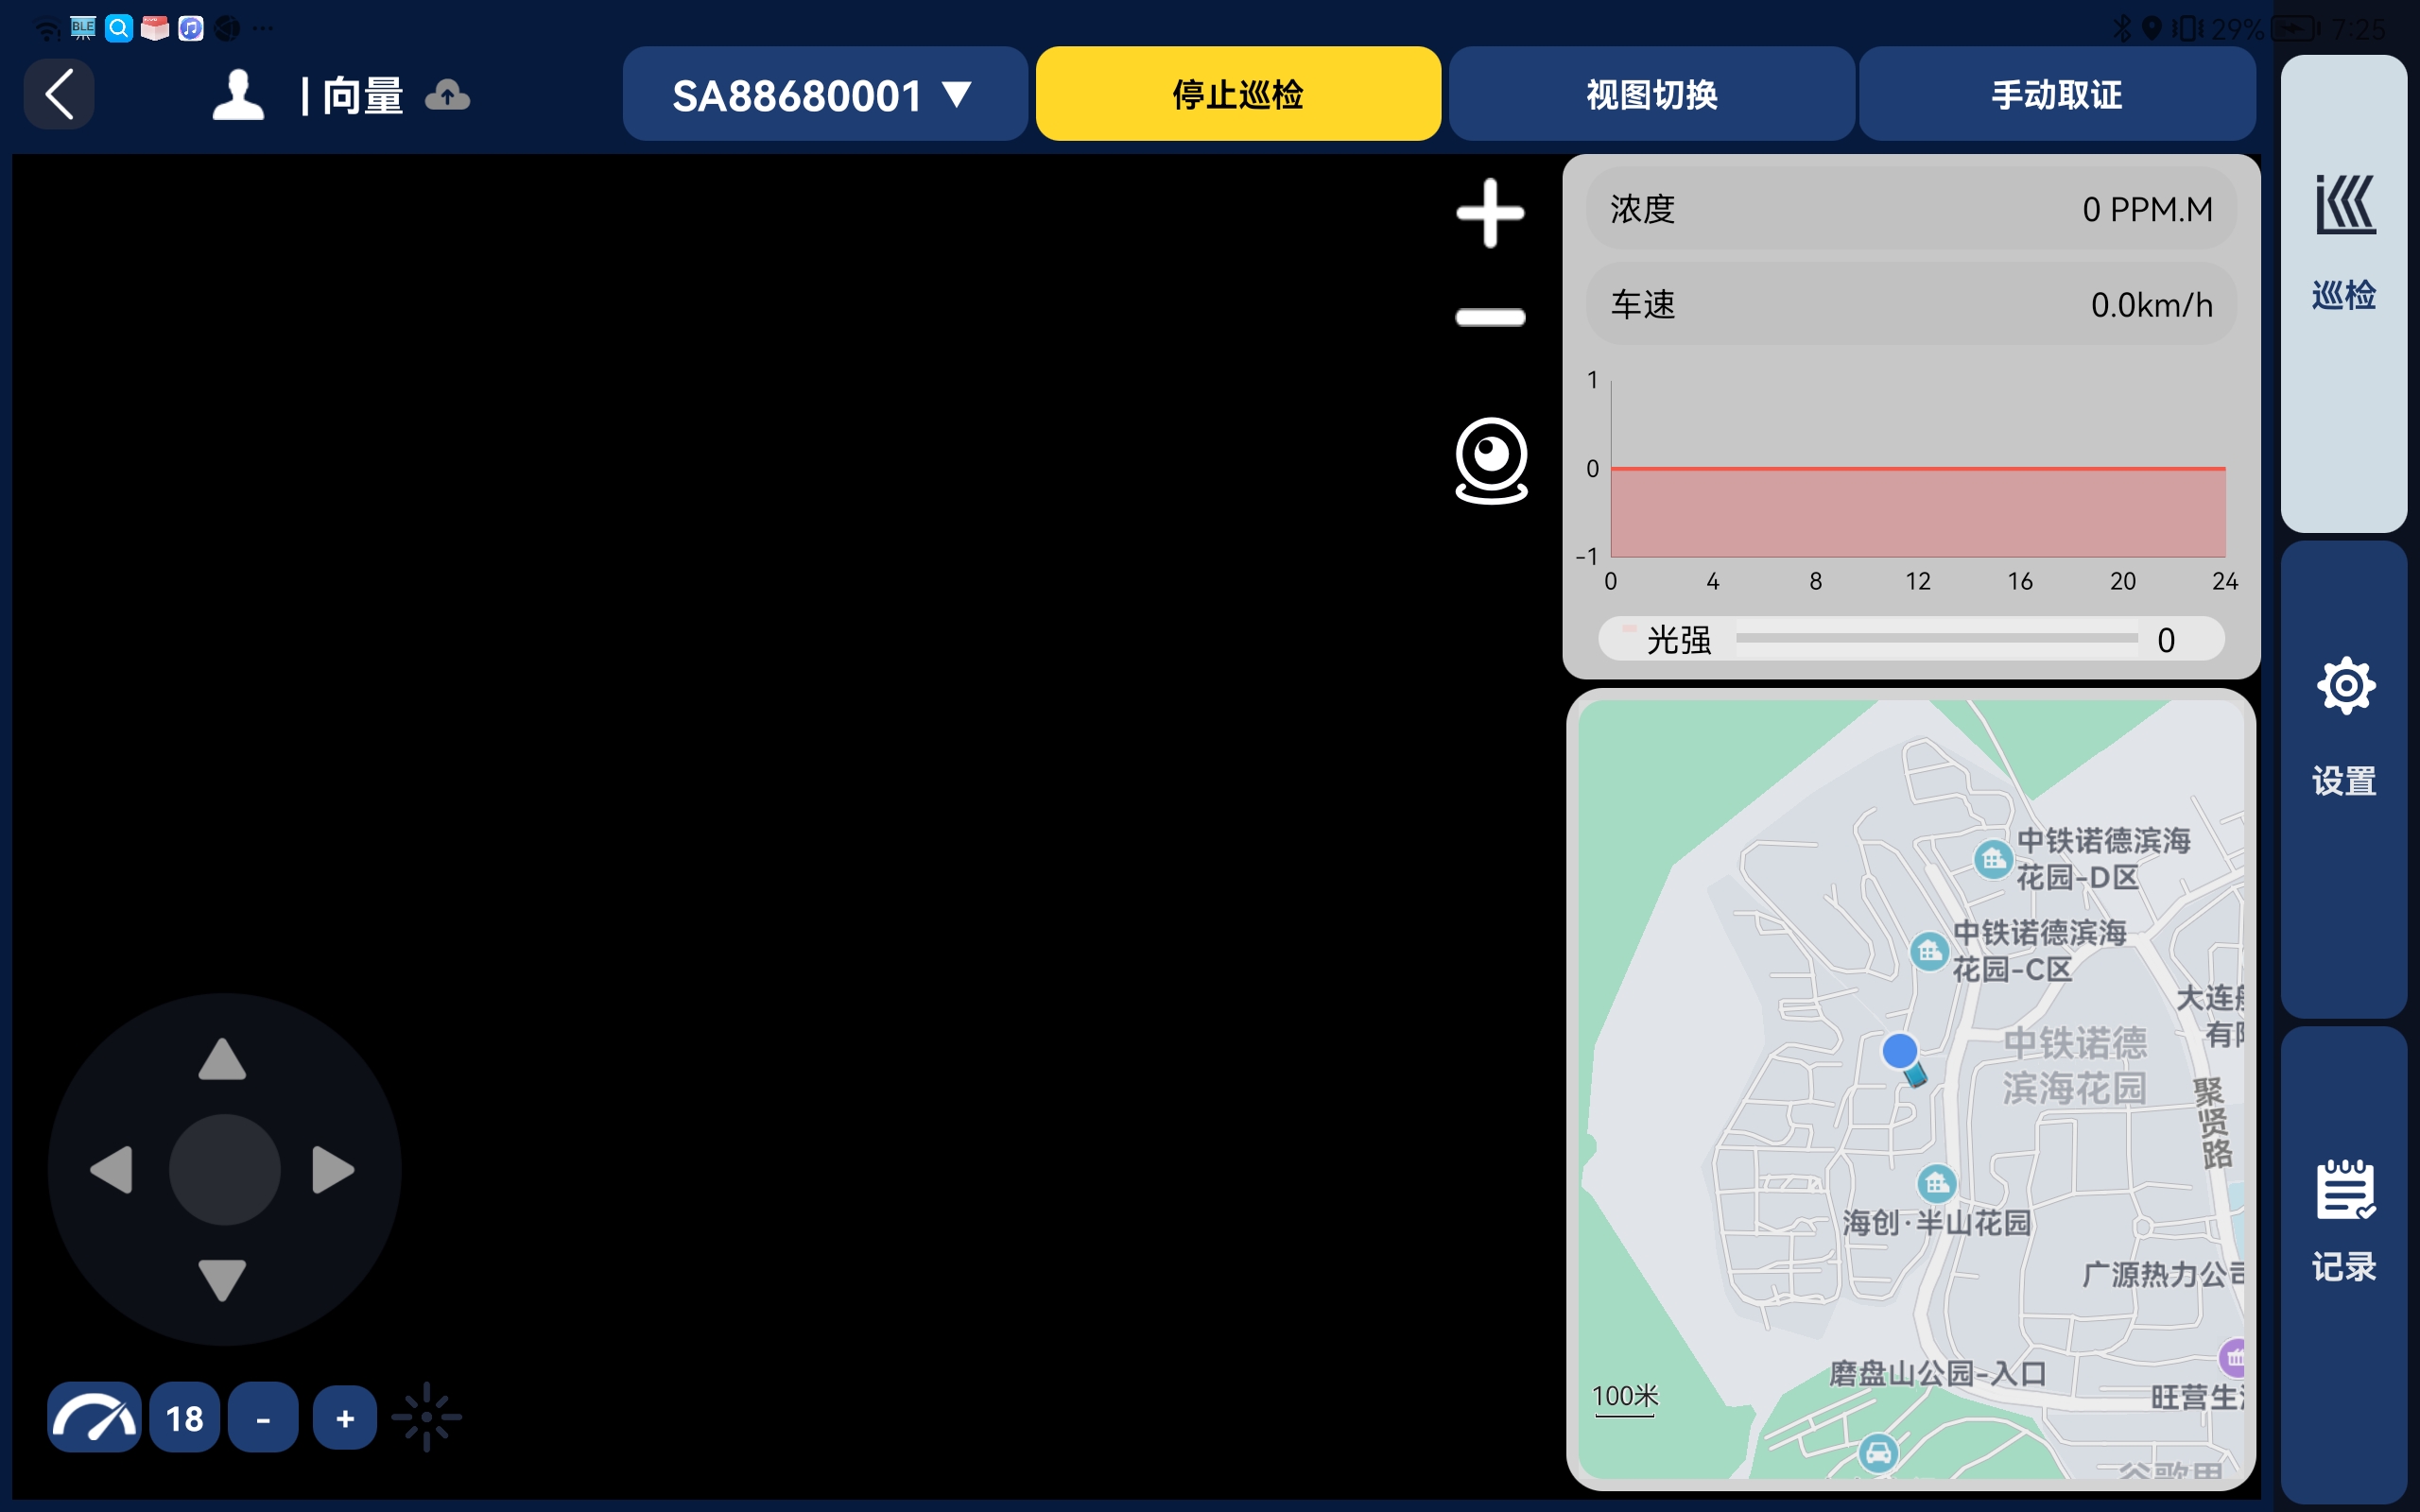 BLE
29%
7:25
| 向量
SA88680001 ▼
停止巡检
视图切换
手动取证
浓度
0 PPM.M
车速
0.0km/h
1
0
-1
0 4 8 12 16 20 24
光强
0
中铁诺德滨海
花园-D区
中铁诺德滨海
花园-C区
大连
有
中铁诺德
滨海花园
聚贤路
海创·半山花园
广源热力公司
磨盘山公园-入口
旺营生
100米
18
-
+
巡检
设置
记录